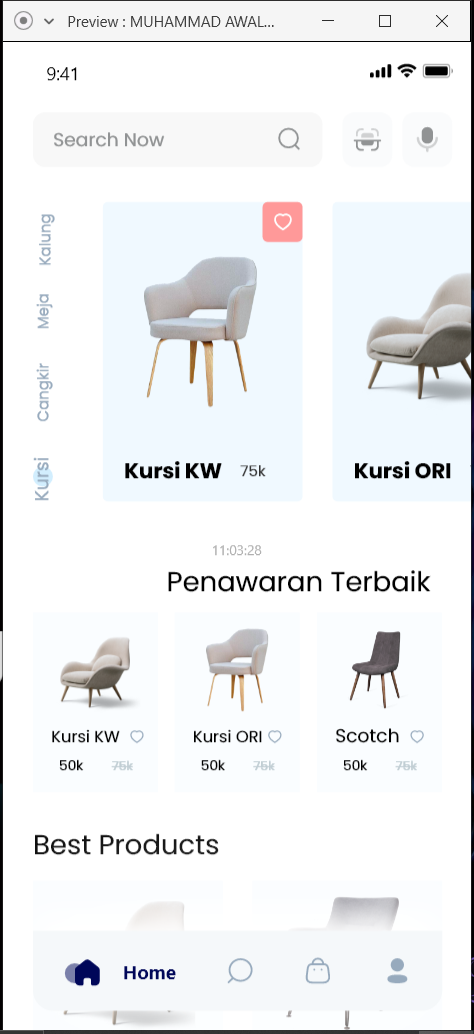 Preview : MUHAMMAD AWAL...
9:41
Search Now
Kalung
Meja
Cangkir
Kursi
Kursi KW 75k
Kursi ORI
11:03:28
Penawaran Terbaik
Kursi KW
50k 75k
Kursi ORI
50k 75k
Scotch
50k 75k
Best Products
Home